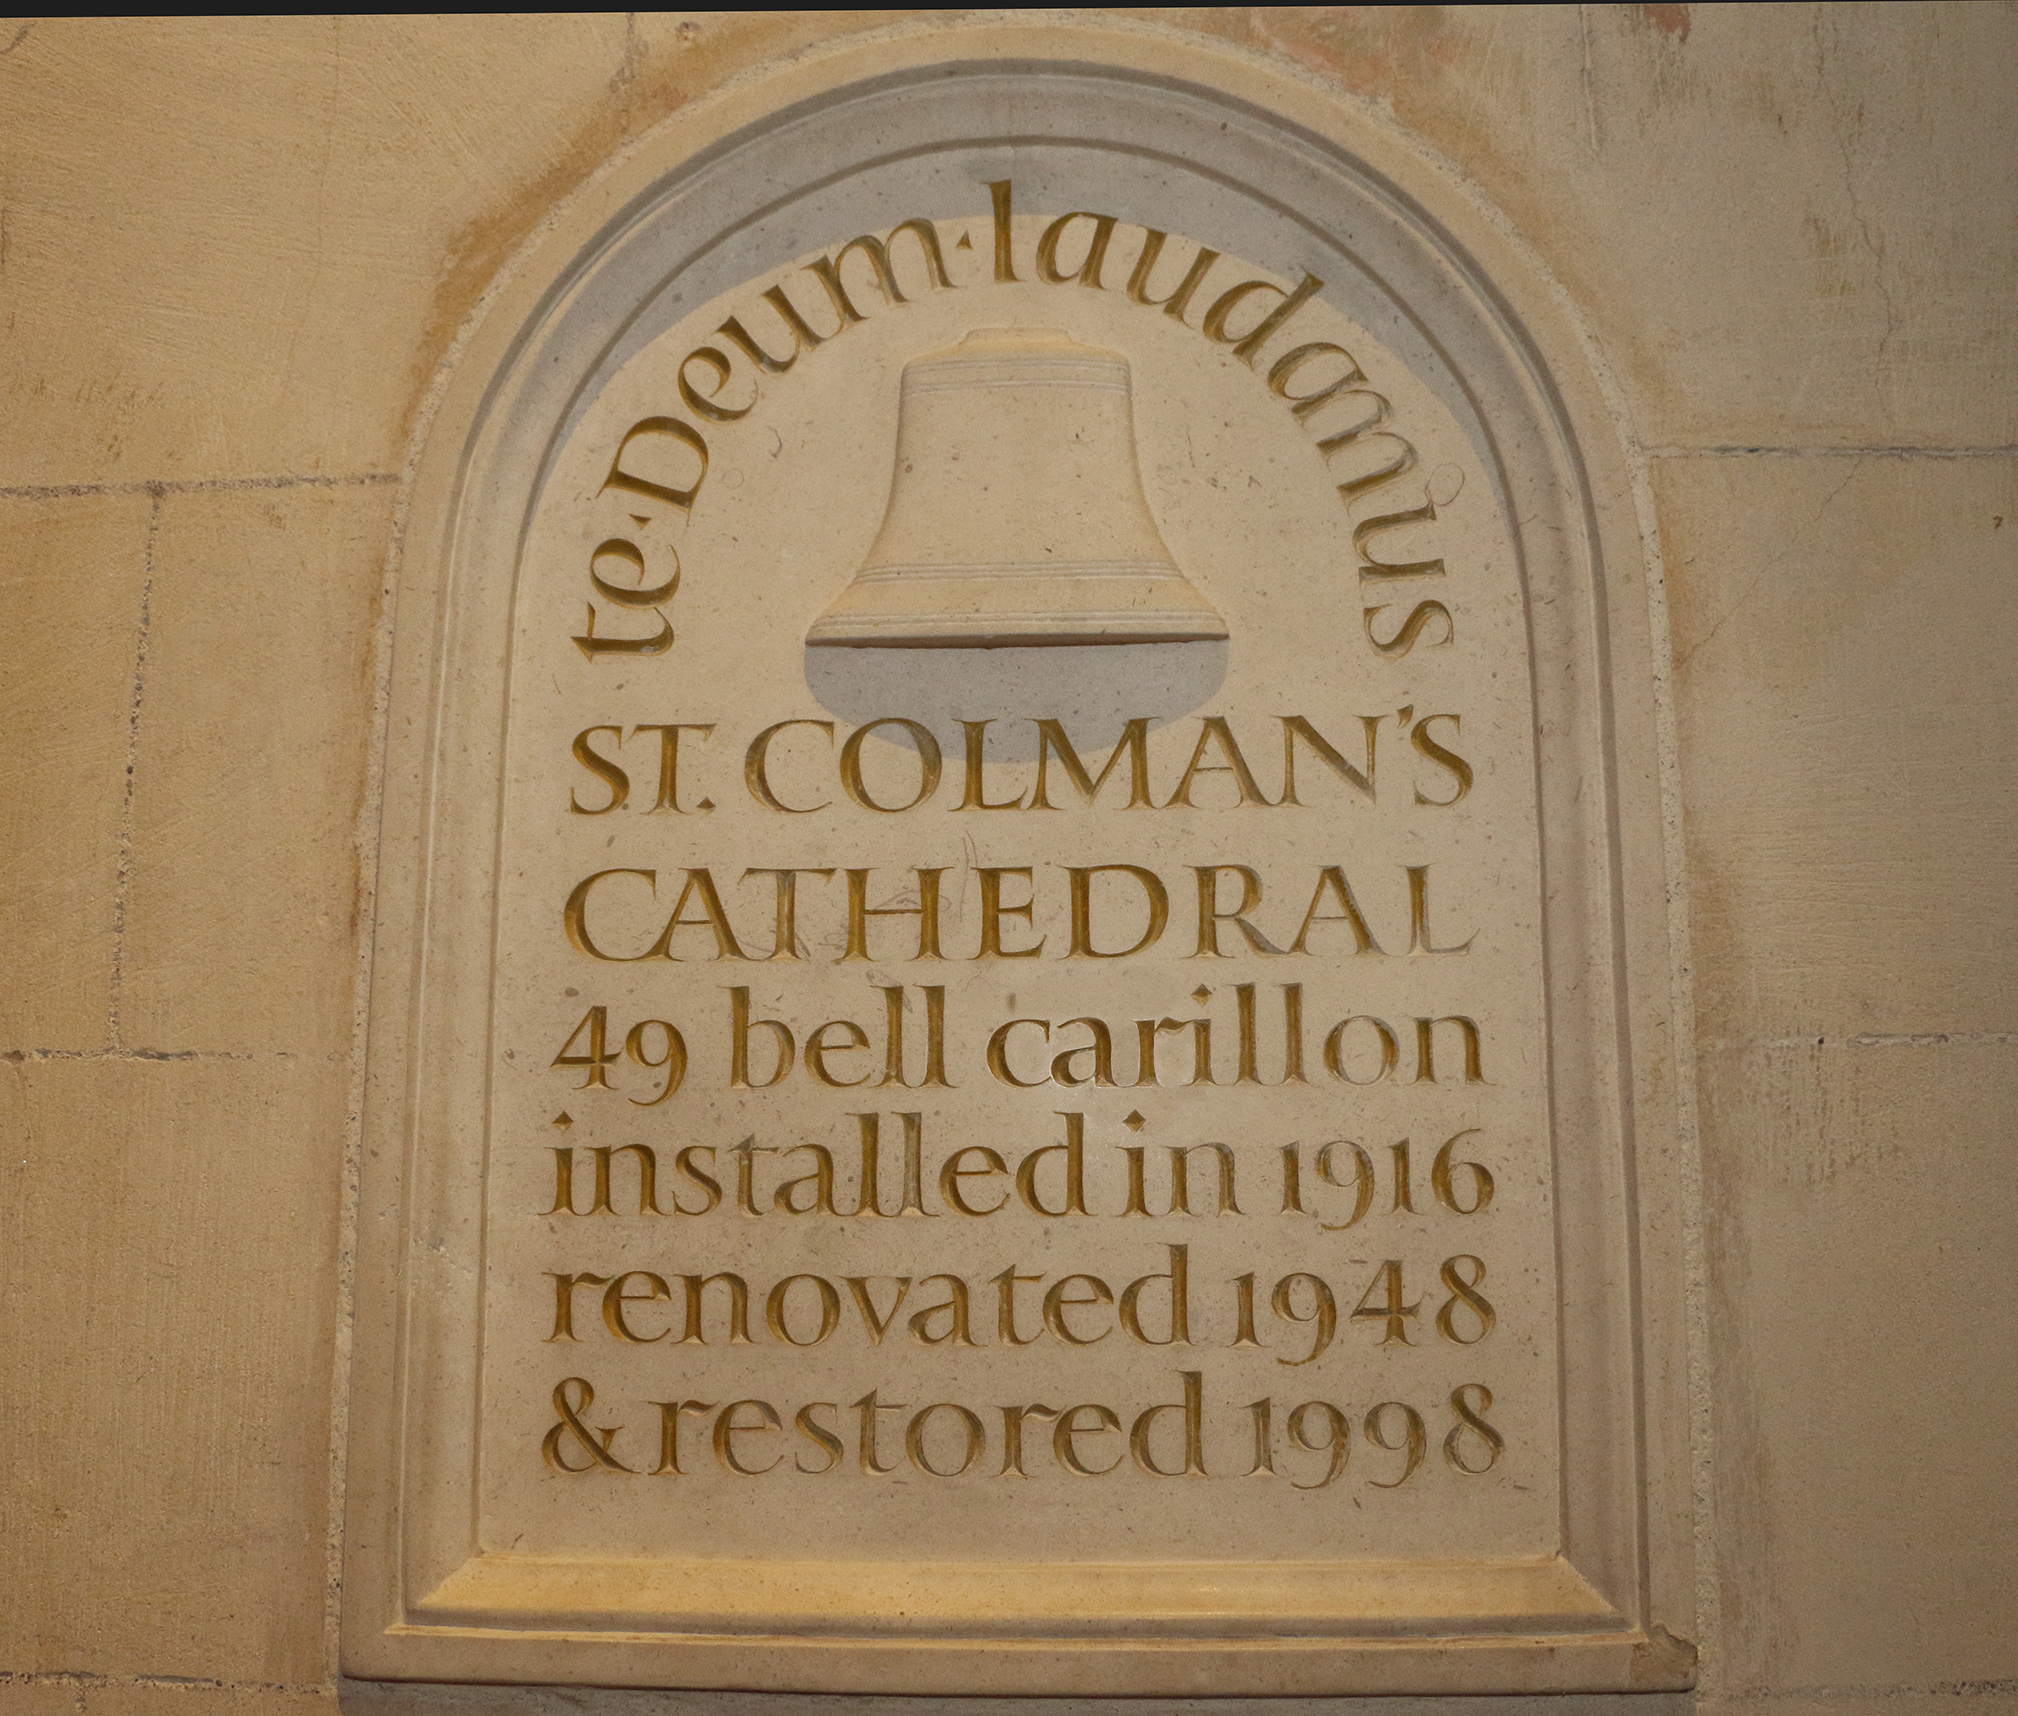 te·Deum·laudamus
ST. COLMAN'S
CATHEDRAL
49 bell carillon
installed in 1916
renovated 1948
& restored 1998